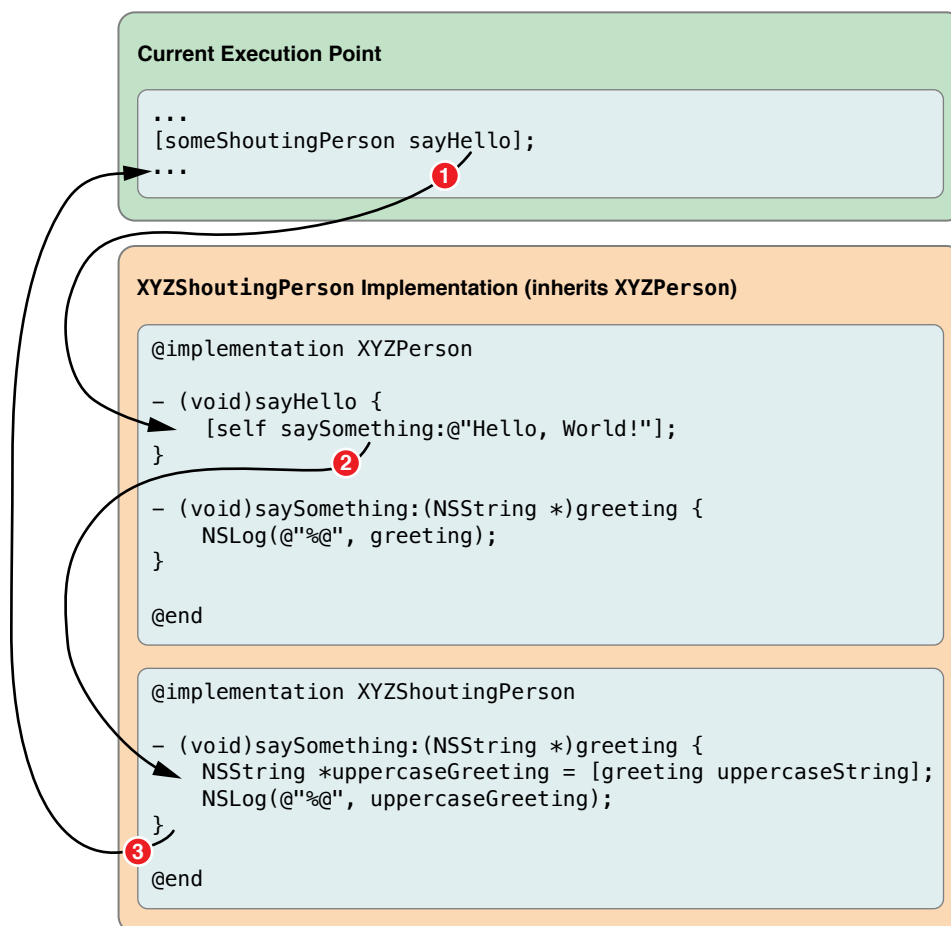 Current Execution Point
...
[someShoutingPerson sayHello];
...
1
XYZShoutingPerson Implementation (inherits XYZPerson)
@implementation XYZPerson
- (void)sayHello {
[self saySomething:@"Hello, World!"];
}
2
- (void)saySomething:(NSString *)greeting {
NSLog(@"%@", greeting);
}
@end
@implementation XYZShoutingPerson
- (void)saySomething:(NSString *)greeting {
NSString *uppercaseGreeting = [greeting uppercaseString];
NSLog(@"%@", uppercaseGreeting);
}
3
@end